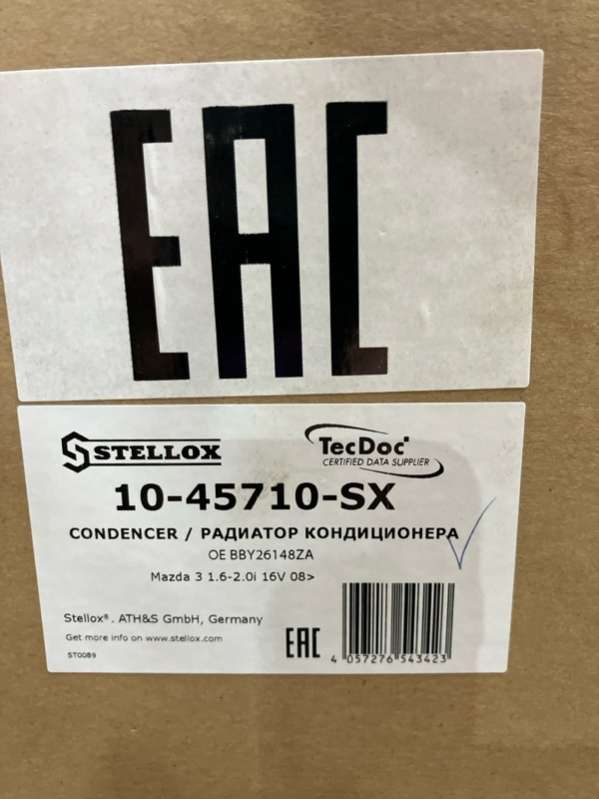 EAC
STELLOX
TecDoc
CERTIFIED DATA SUPPLIER
10-45710-SX
CONDENCER / РАДИАТОР КОНДИЦИОНЕРА
OE BBY26148ZA
Mazda 3 1.6-2.0i 16V 08>
Stellox®. ATH&S GmbH, Germany
Get more info on www.stellox.com
ST0089
EAC
4 057276 543423